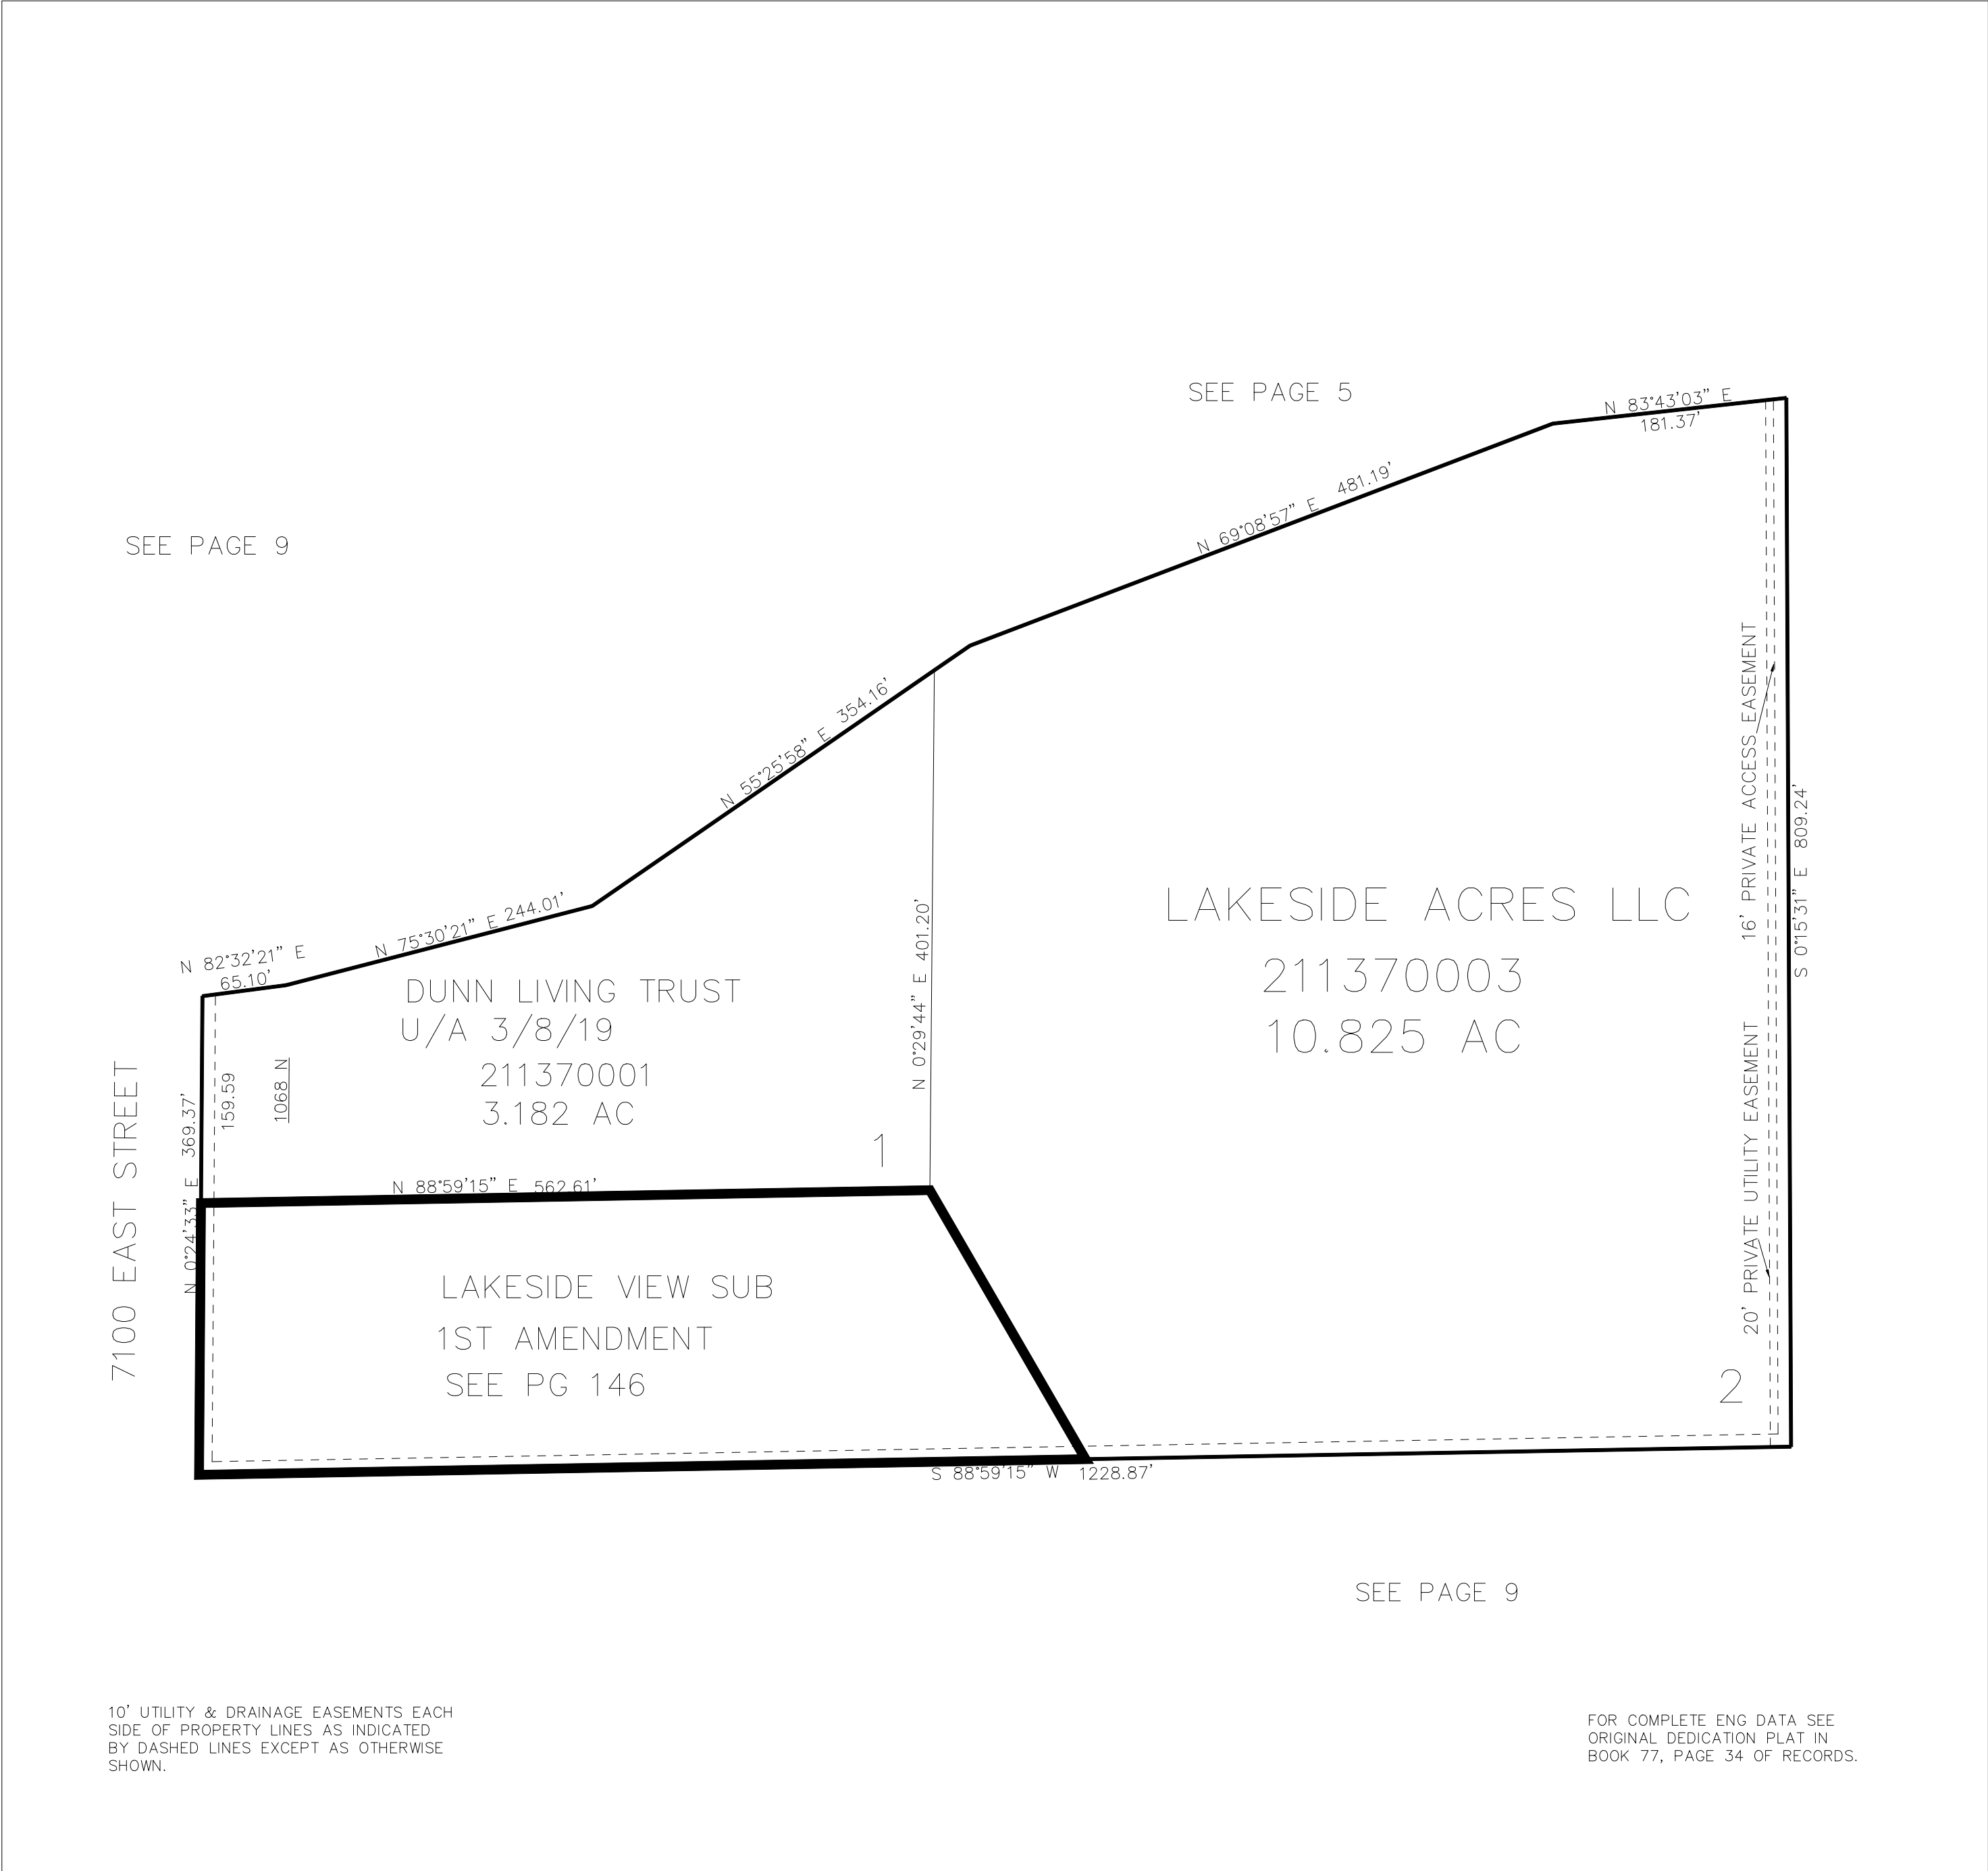 SEE PAGE 5
N 83°43'03" E
181.37'
N 69°08'57" E 481.19'
SEE PAGE 9
N 55°25'58" E 354.16'
N 75°30'21" E 244.01'
N 82°32'21" E
65.10'
DUNN LIVING TRUST
U/A 3/8/19
211370001
3.182 AC
1
159.59
1068 N
N 0°24'33" E 369.37'
7100 EAST STREET
N 0°29'44" E 401.20'
LAKESIDE ACRES LLC
211370003
10.825 AC
16' PRIVATE ACCESS EASEMENT
S 0°15'31" E 809.24'
20' PRIVATE UTILITY EASEMENT
2
N 88°59'15" E 562.61'
LAKESIDE VIEW SUB
1ST AMENDMENT
SEE PG 146
S 88°59'15" W 1228.87'
SEE PAGE 9
10' UTILITY & DRAINAGE EASEMENTS EACH
SIDE OF PROPERTY LINES AS INDICATED
BY DASHED LINES EXCEPT AS OTHERWISE
SHOWN.
FOR COMPLETE ENG DATA SEE
ORIGINAL DEDICATION PLAT IN
BOOK 77, PAGE 34 OF RECORDS.